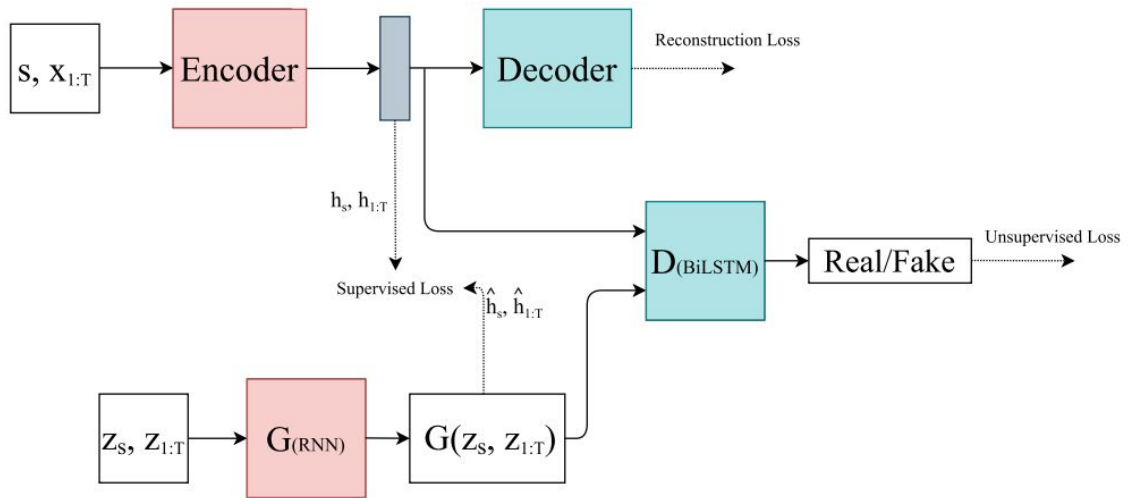 s, x1:T
Encoder
Decoder
Reconstruction Loss
hs, h1:T
D(BiLSTM)
Real/Fake
Unsupervised Loss
Supervised Loss
ĥs, ĥ1:T
zs, z1:T
G(RNN)
G(zs, z1:T)